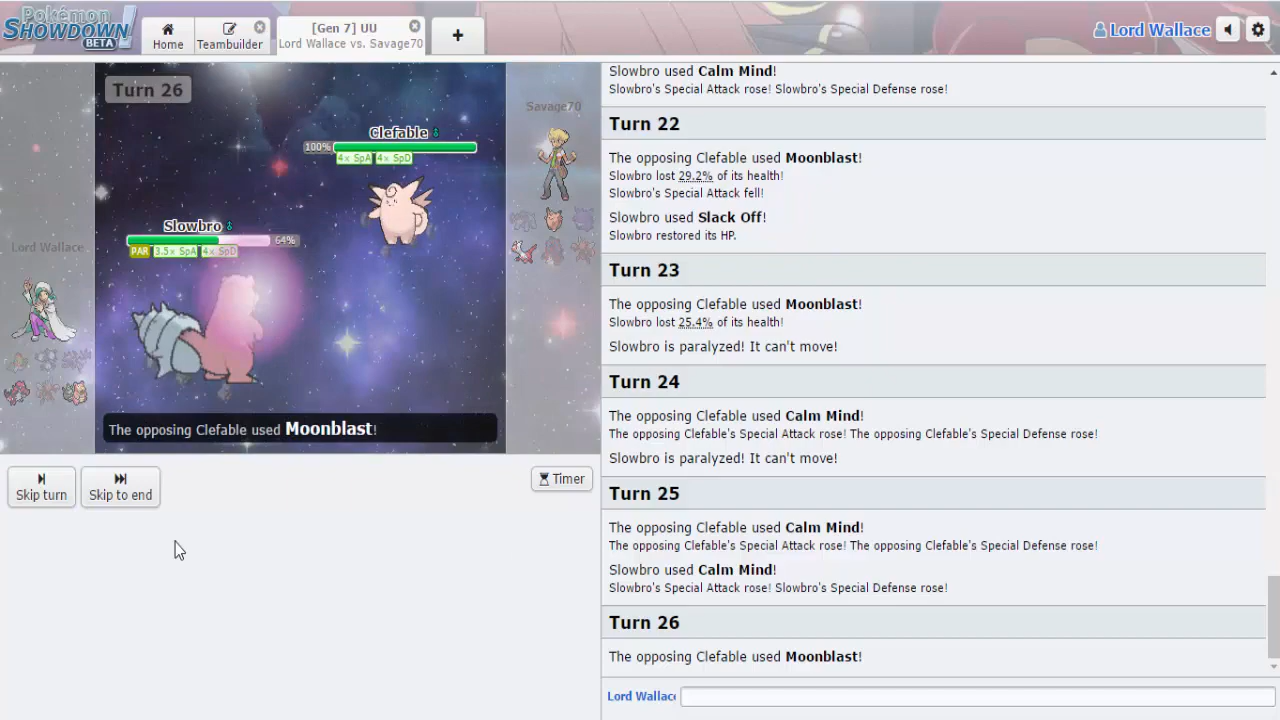 Pokémon
SHOWDOWN!
BETA
Home
Teambuilder
[Gen 7] UU
Lord Wallace vs. Savage70
+
Lord Wallace
Turn 26
Savage70
Clefable
100%
4x SpA 4x SpD
Slowbro
64%
PAR 3.5x SpA 4x SpD
Lord Wallace
The opposing Clefable used Moonblast!
Skip turn
Skip to end
Timer
Slowbro used Calm Mind!
Slowbro's Special Attack rose! Slowbro's Special Defense rose!
Turn 22
The opposing Clefable used Moonblast!
Slowbro lost 29.2% of its health!
Slowbro's Special Attack fell!
Slowbro used Slack Off!
Slowbro restored its HP.
Turn 23
The opposing Clefable used Moonblast!
Slowbro lost 25.4% of its health!
Slowbro is paralyzed! It can't move!
Turn 24
The opposing Clefable used Calm Mind!
The opposing Clefable's Special Attack rose! The opposing Clefable's Special Defense rose!
Slowbro is paralyzed! It can't move!
Turn 25
The opposing Clefable used Calm Mind!
The opposing Clefable's Special Attack rose! The opposing Clefable's Special Defense rose!
Slowbro used Calm Mind!
Slowbro's Special Attack rose! Slowbro's Special Defense rose!
Turn 26
The opposing Clefable used Moonblast!
Lord Wallace